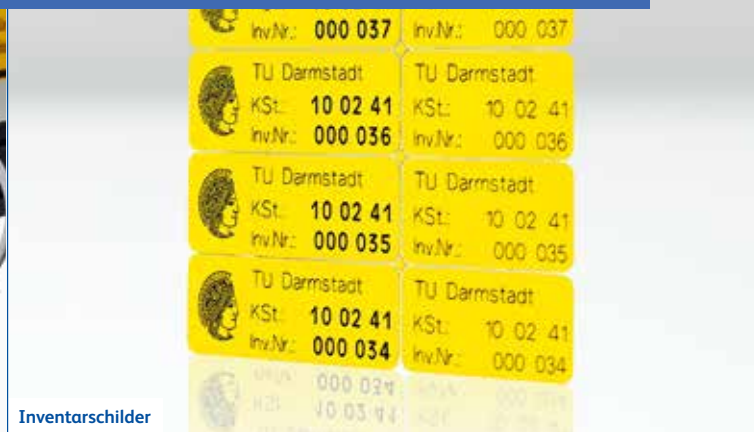 Inv.Nr.: 000 037
Inv.Nr.: 000 037
TU Darmstadt
KSt.: 10 02 41
Inv.Nr.: 000 036
TU Darmstadt
KSt.: 10 02 41
Inv.Nr.: 000 036
TU Darmstadt
KSt.: 10 02 41
Inv.Nr.: 000 035
TU Darmstadt
KSt.: 10 02 41
Inv.Nr.: 000 035
TU Darmstadt
KSt.: 10 02 41
Inv.Nr.: 000 034
TU Darmstadt
KSt.: 10 02 41
Inv.Nr.: 000 034
Inventarschilder